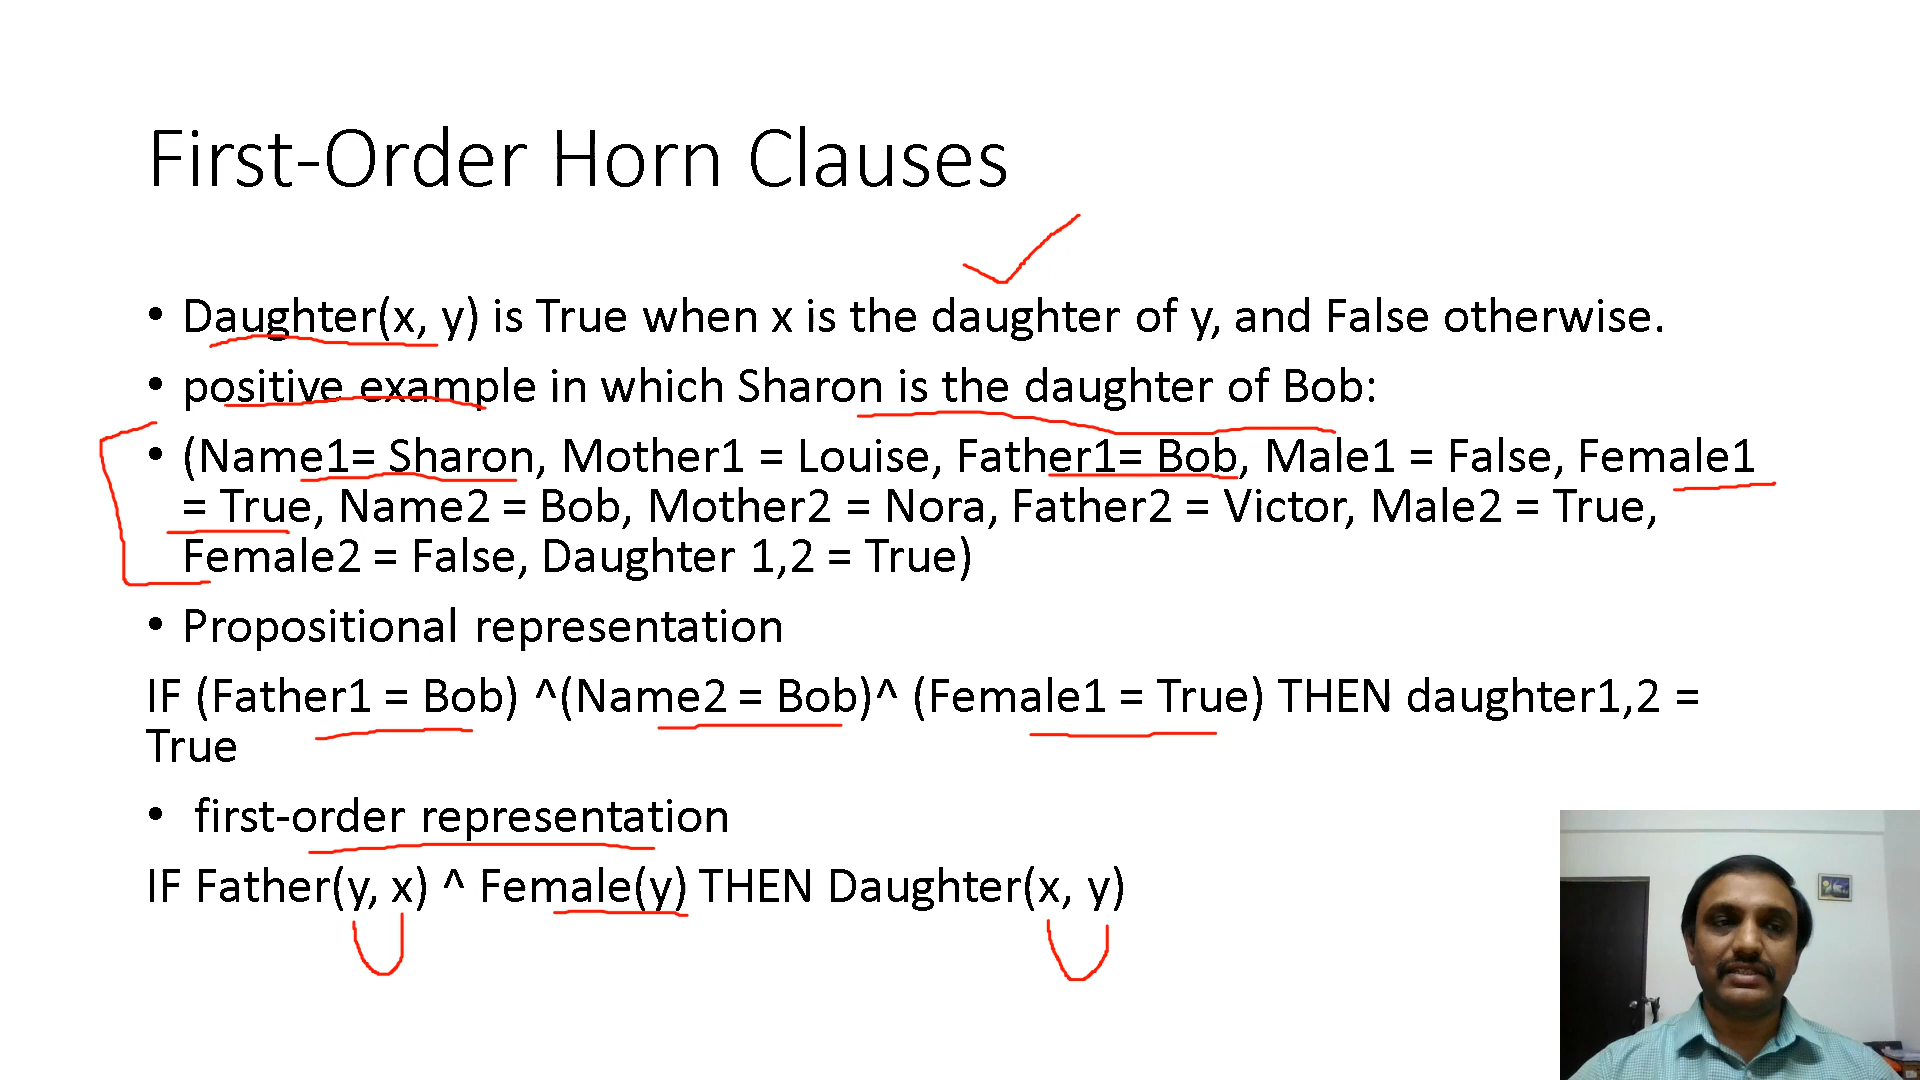 First-Order Horn Clauses
• Daughter(x, y) is True when x is the daughter of y, and False otherwise.
• positive example in which Sharon is the daughter of Bob:
• (Name1= Sharon, Mother1 = Louise, Father1= Bob, Male1 = False, Female1
= True, Name2 = Bob, Mother2 = Nora, Father2 = Victor, Male2 = True,
Female2 = False, Daughter 1,2 = True)
• Propositional representation
IF (Father1 = Bob) ^(Name2 = Bob)^ (Female1 = True) THEN daughter1,2 =
True
• first-order representation
IF Father(y, x) ^ Female(y) THEN Daughter(x, y)